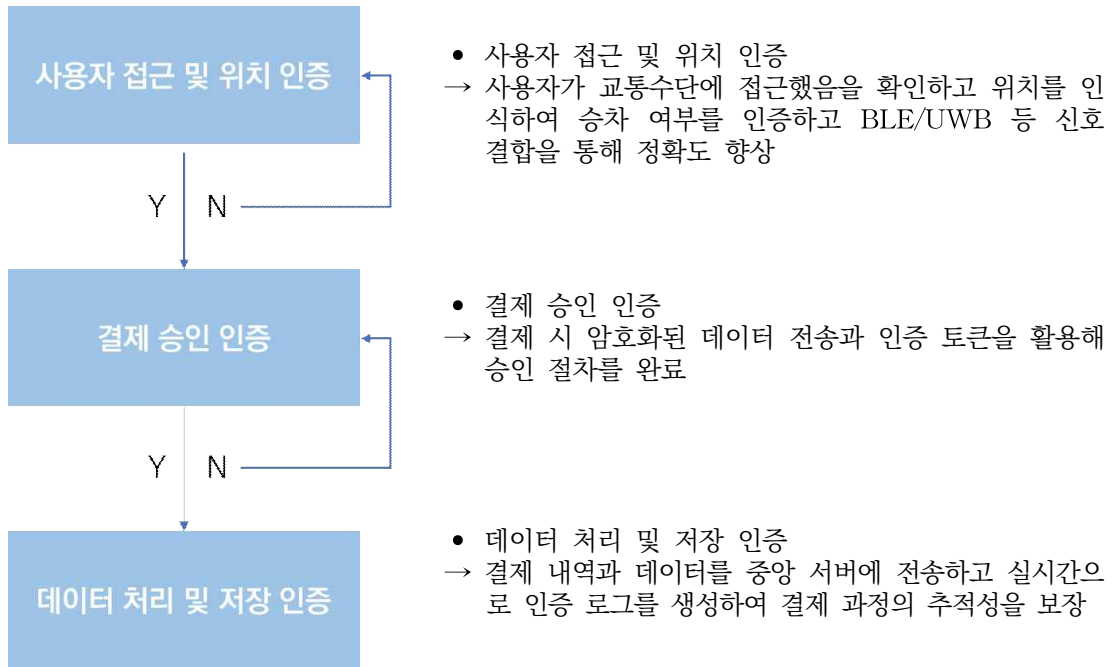 사용자 접근 및 위치 인증
• 사용자 접근 및 위치 인증
→ 사용자가 교통수단에 접근했음을 확인하고 위치를 인
식하여 승차 여부를 인증하고 BLE/UWB 등 신호
결합을 통해 정확도 향상
Y N
결제 승인 인증
• 결제 승인 인증
→ 결제 시 암호화된 데이터 전송과 인증 토큰을 활용해
승인 절차를 완료
Y N
데이터 처리 및 저장 인증
• 데이터 처리 및 저장 인증
→ 결제 내역과 데이터를 중앙 서버에 전송하고 실시간으
로 인증 로그를 생성하여 결제 과정의 추적성을 보장